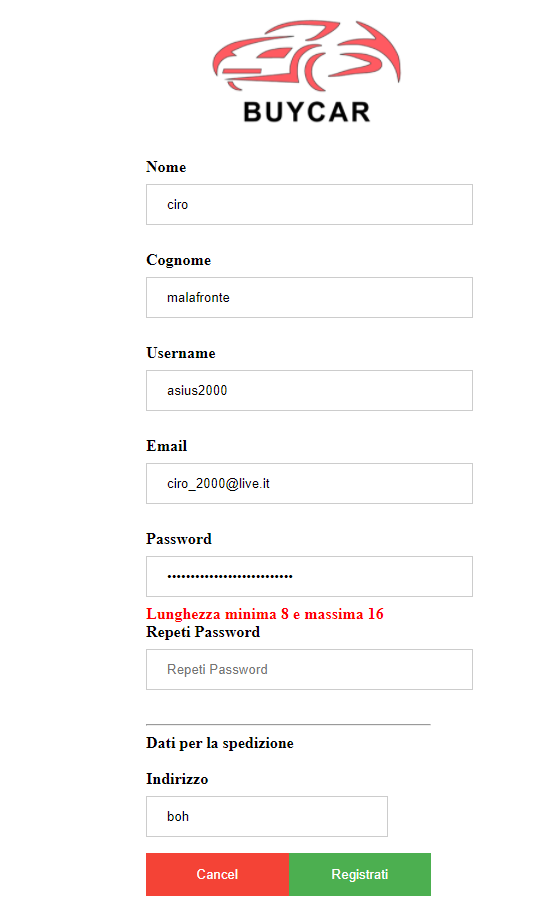 BUYCAR
Nome
ciro
Cognome
malafronte
Username
asius2000
Email
ciro_2000@live.it
Password
•••••••••••••••••••••••••••
Lunghezza minima 8 e massima 16
Repeti Password
Repeti Password
Dati per la spedizione
Indirizzo
boh
Cancel Registrati